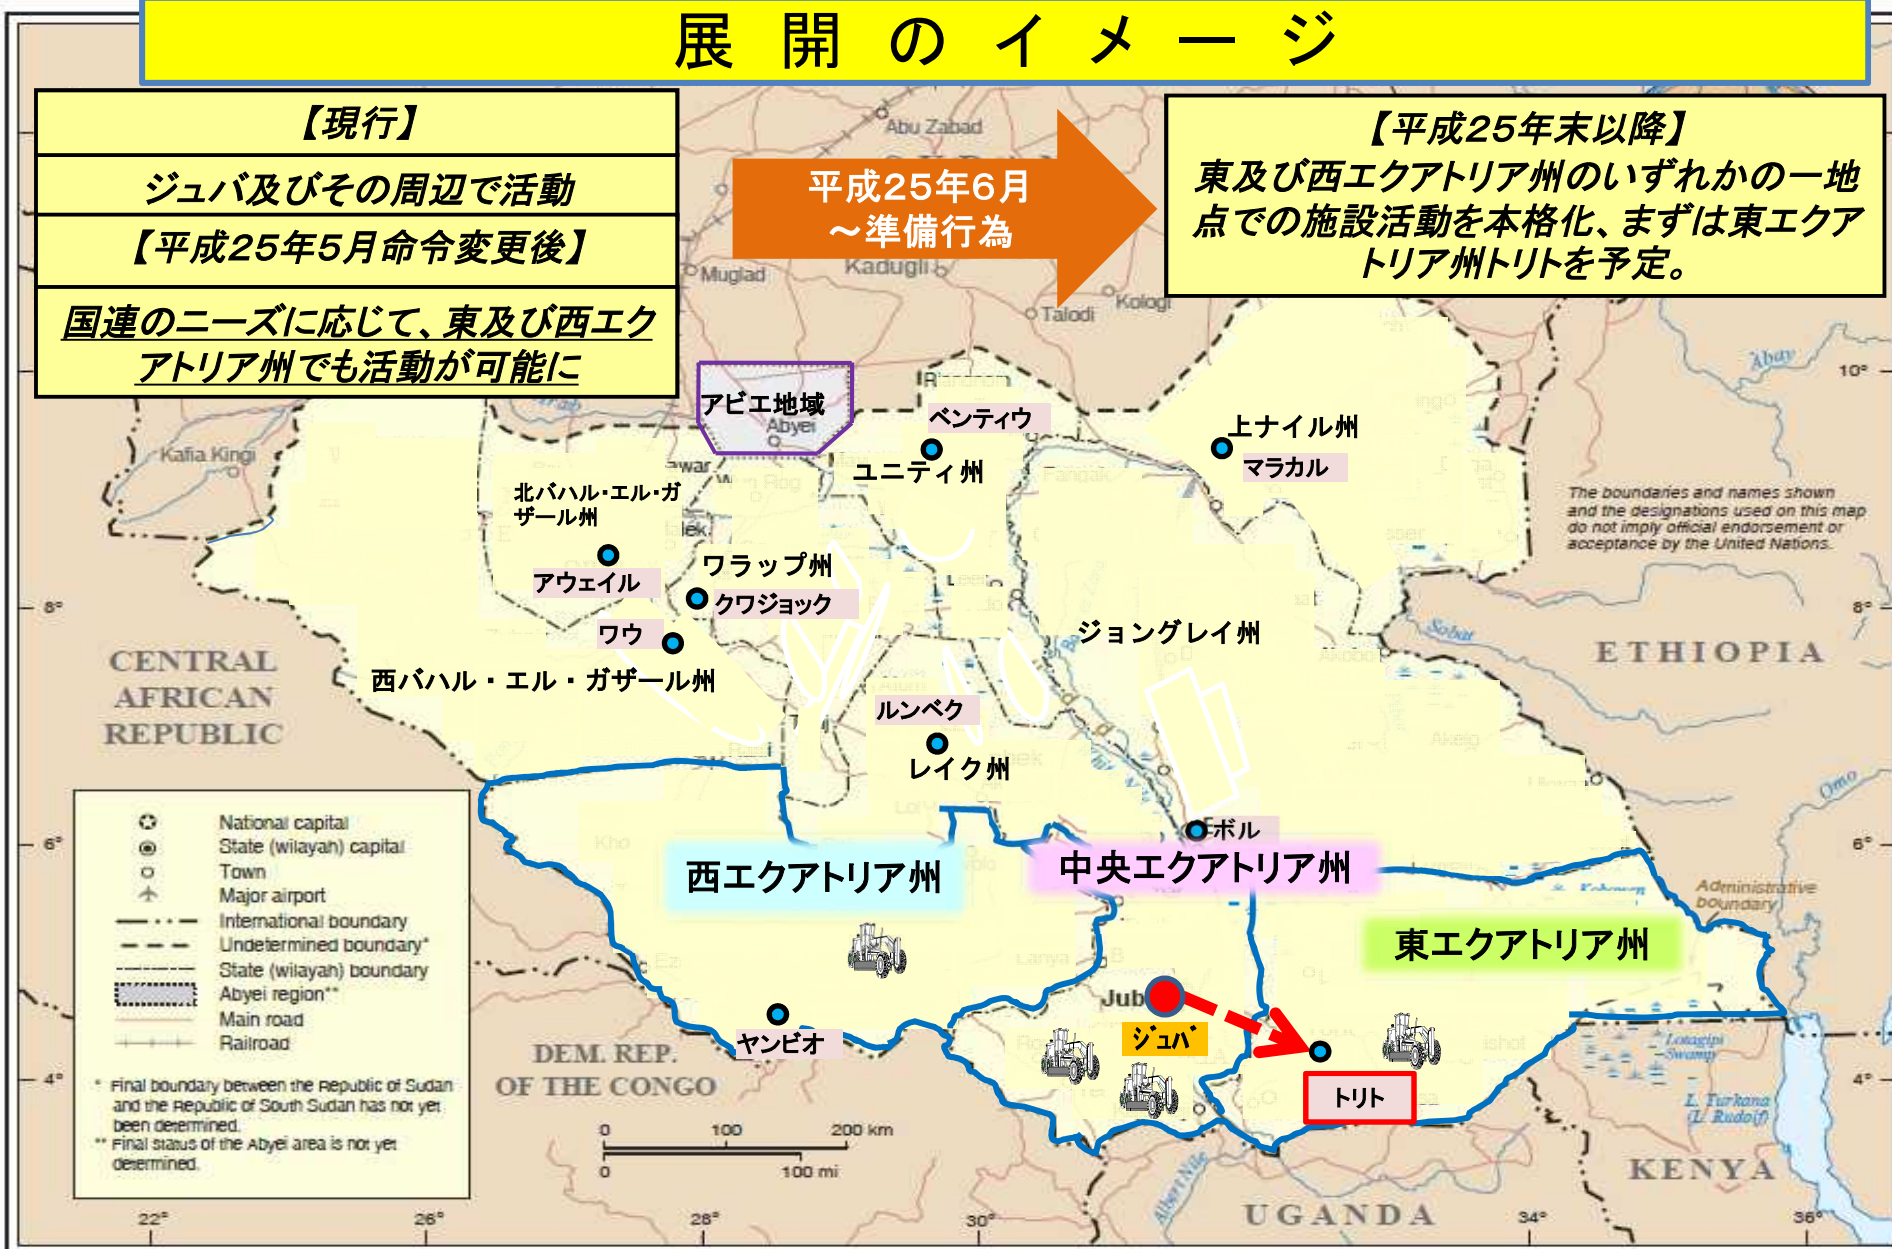 展開のイメージ
【現行】
ジュバ及びその周辺で活動
【平成25年5月命令変更後】
国連のニーズに応じて、東及び西エク
アトリア州でも活動が可能に
平成25年6月
～準備行為
【平成25年末以降】
東及び西エクアトリア州のいずれかの一地
点での施設活動を本格化、まずは東エクア
トリア州トリトを予定。
Abu Zabad
Muglad
Kadugli
Talodi
Kologi
Abay
10°
アビエ地域
Abyei
ベンティウ
ユニティ州
上ナイル州
マラカル
Kafia Kingi
北バハル・エル・ガ
ザール州
アウェイル
ワラップ州
クワジョック
ワウ
西バハル・エル・ガザール州
Fangak
The boundaries and names shown
and the designations used on this map
do not imply official endorsement or
acceptance by the United Nations.
8°
8°
ジョングレイ州
Sobat
Akobo
ETHIOPIA
CENTRAL
AFRICAN
REPUBLIC
ルンベク
レイク州
Akelo
Omo
6°
6°
ボル
西エクアトリア州
中央エクアトリア州
東エクアトリア州
Administrative
boundary
National capital
State (wilayah) capital
Town
Major airport
International boundary
Undetermined boundary*
State (wilayah) boundary
Abyei region**
Main road
Railroad
* Final boundary between the Republic of Sudan
and the Republic of South Sudan has not yet
been determined.
** Final status of the Abyei area is not yet
determined.
Lanya
Jub
ジュバ
ヤンビオ
トリト
Lotagipi
Swamp
L. Turkana
(L. Rudolf)
4°
4°
DEM. REP.
OF THE CONGO
0 100 200 km
0 100 mi
Albert Nile
UGANDA
KENYA
22° 26° 28° 30° 34° 36°